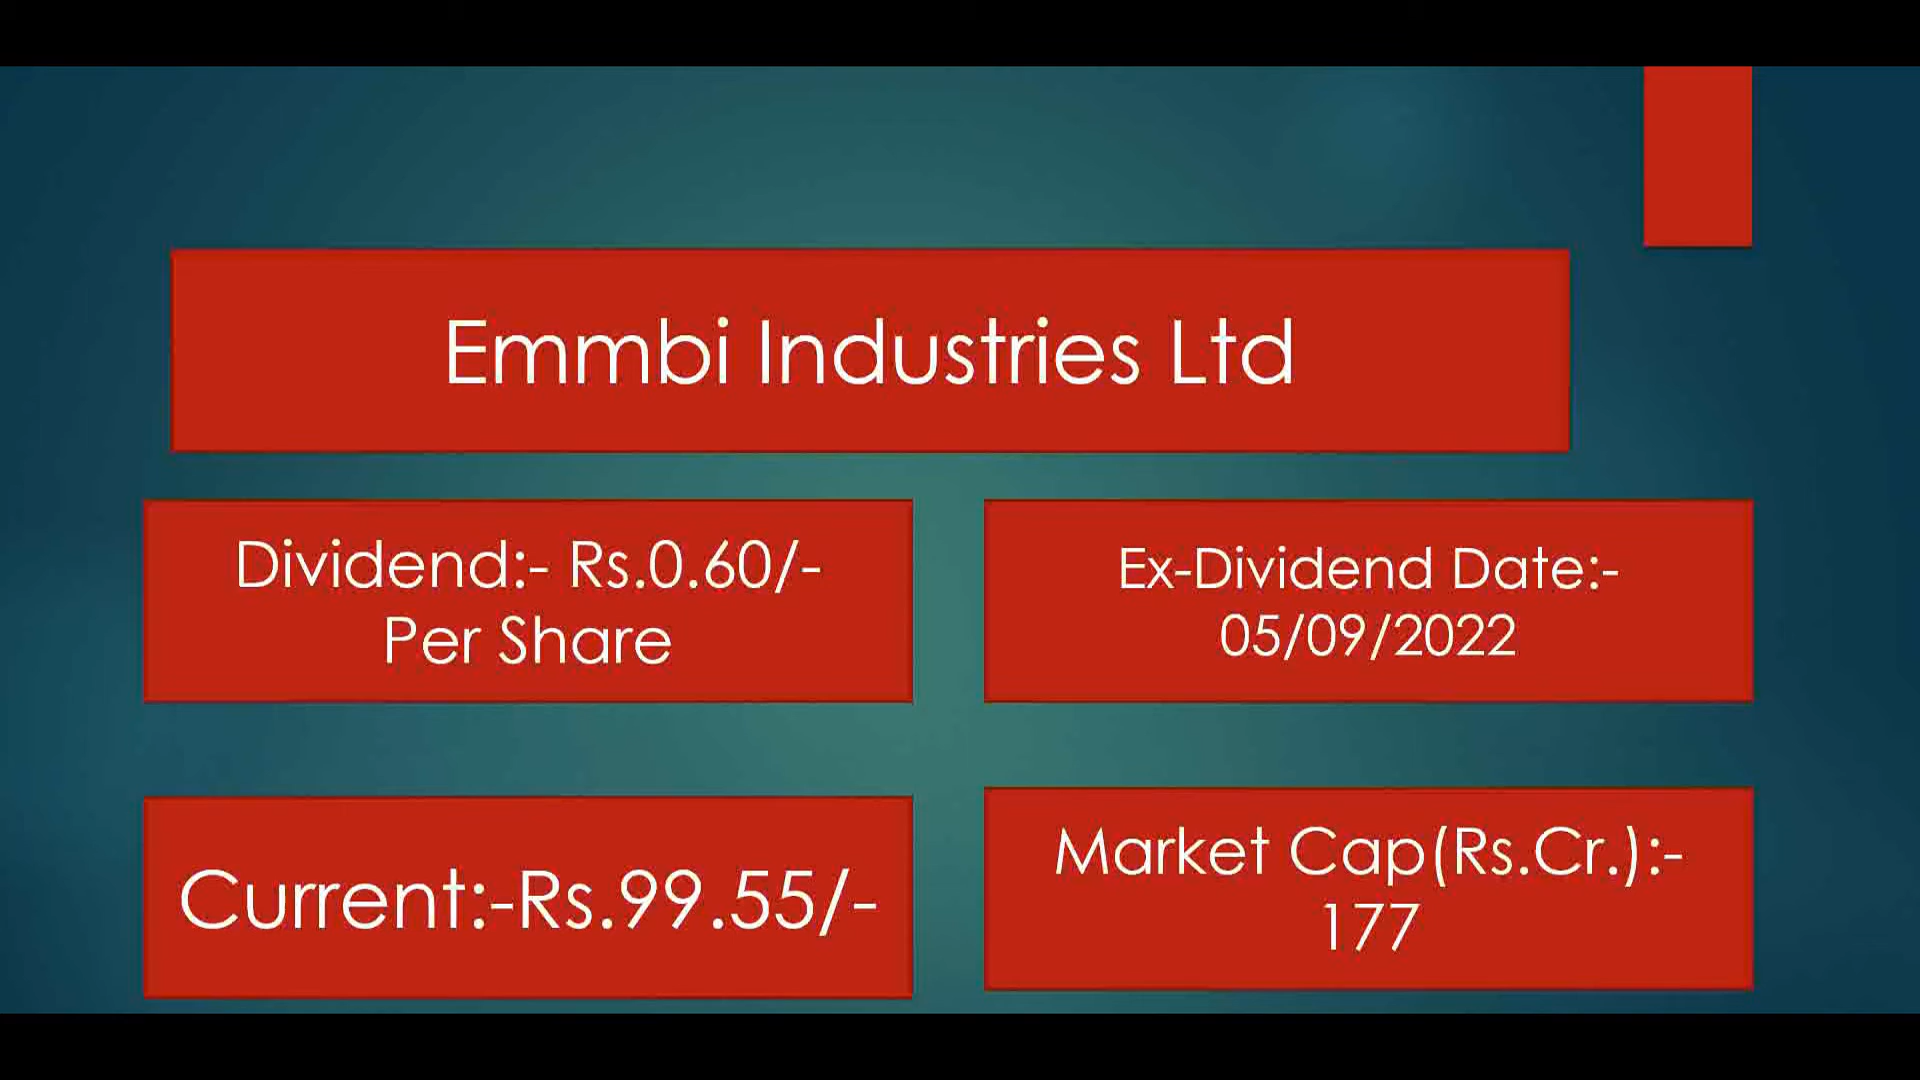 Emmbi Industries Ltd
Dividend:- Rs.0.60/-
Per Share
Ex-Dividend Date:-
05/09/2022
Current:-Rs.99.55/-
Market Cap(Rs.Cr.):-
177